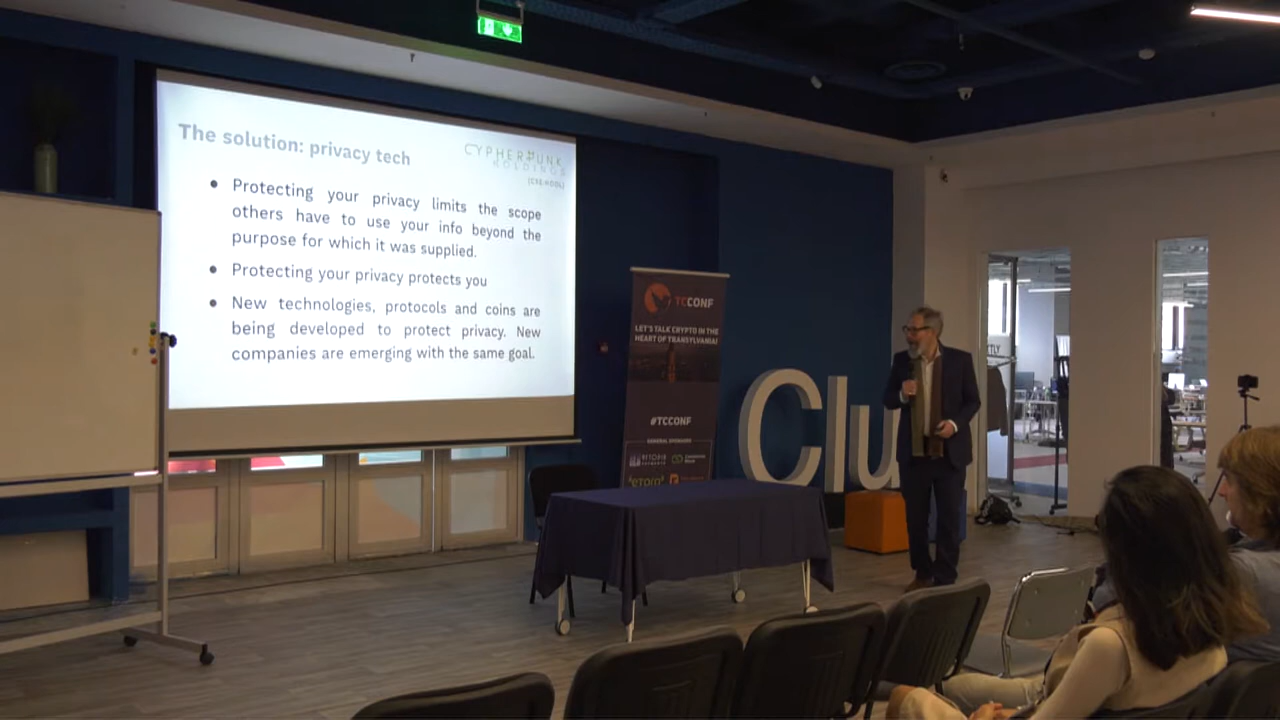 The solution: privacy tech
CYPHERPUNK
HOLDINGS
(CSE:HODL)
• Protecting your privacy limits the scope
others have to use your info beyond the
purpose for which it was supplied.
• Protecting your privacy protects you
• New technologies, protocols and coins are
being developed to protect privacy. New
companies are emerging with the same goal.
TCCONF
LET'S TALK CRYPTO IN THE
HEART OF TRANSYLVANIA!
#TCCONF
GENERAL SPONSORS
eToro
Clu